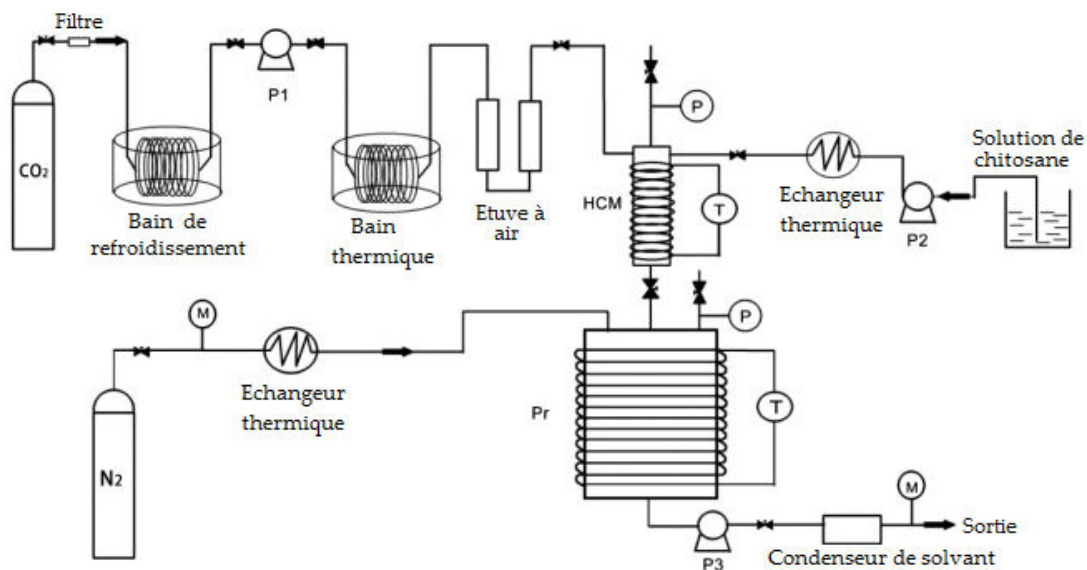 Filtre
P1
P
Solution de
chitosane
CO2
HCM
T
Echangeur
thermique
P2
Bain de
refroidissement
Bain
thermique
Etuve à
air
M
P
Echangeur
thermique
Pr
T
N2
M
Sortie
P3
Condenseur de solvant